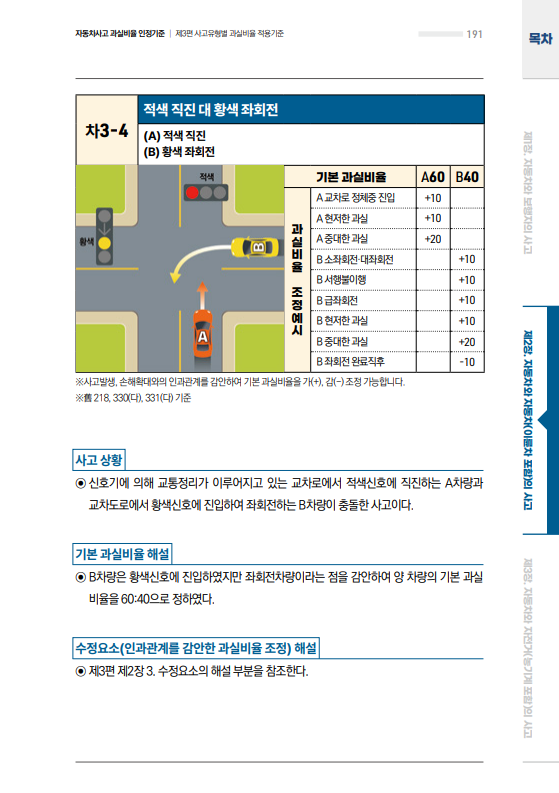 자동차사고 과실비율 인정기준 | 제3편 사고유형별 과실비율 적용기준
191
목차
차3-4
적색 직진 대 황색 좌회전
(A) 적색 직진
(B) 황색 좌회전
적색
황색
B
A
기본 과실비율 A60 B40
과실비율 조정예시
A 교차로 정체중 진입 +10
A 현저한 과실 +10
A 중대한 과실 +20
B 소좌회전·대좌회전 +10
B 서행불이행 +10
B 급좌회전 +10
B 현저한 과실 +10
B 중대한 과실 +20
B 좌회전 완료직후 -10
※사고발생, 손해확대와의 인과관계를 감안하여 기본 과실비율을 가(+), 감(-) 조정 가능합니다.
※舊 218, 330(다), 331(다) 기준
사고 상황
◉ 신호기에 의해 교통정리가 이루어지고 있는 교차로에서 적색신호에 직진하는 A차량과
교차도로에서 황색신호에 진입하여 좌회전하는 B차량이 충돌한 사고이다.
기본 과실비율 해설
◉ B차량은 황색신호에 진입하였지만 좌회전차량이라는 점을 감안하여 양 차량의 기본 과실
비율을 60:40으로 정하였다.
수정요소(인과관계를 감안한 과실비율 조정) 해설
◉ 제3편 제2장 3. 수정요소의 해설 부분을 참조한다.
제1장. 자동차와 보행자의 사고
제2장. 자동차와 자동차(이륜차 포함)의 사고
제3장. 자동차와 자전거(농기계 포함)의 사고